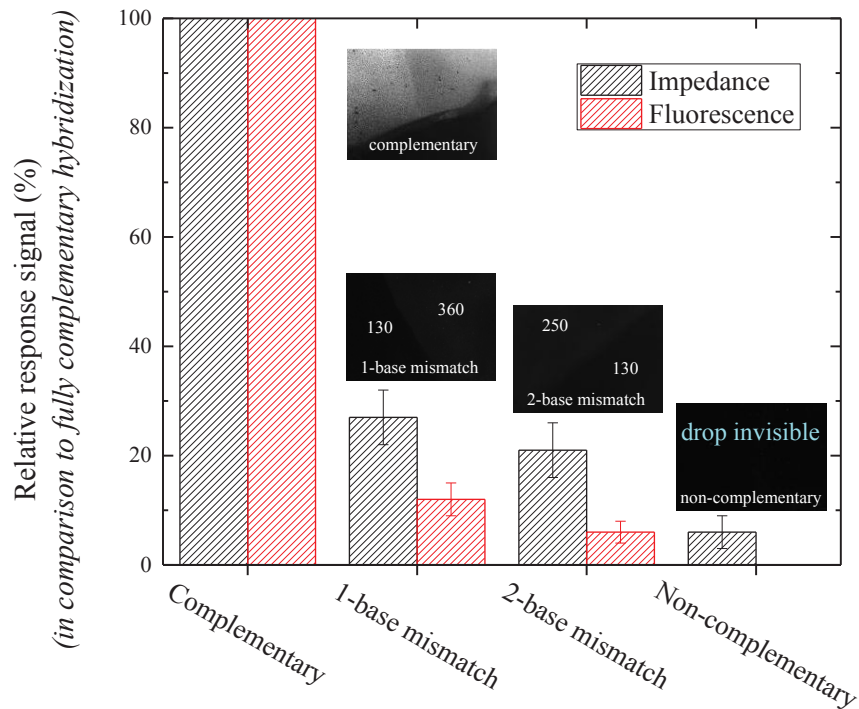 Relative response signal (%)
(in comparison to fully complementary hybridization)
100
80
60
40
20
0
Impedance
Fluorescence
complementary
130
360
1-base mismatch
250
130
2-base mismatch
drop invisible
non-complementary
Complementary
1-base mismatch
2-base mismatch
Non-complementary